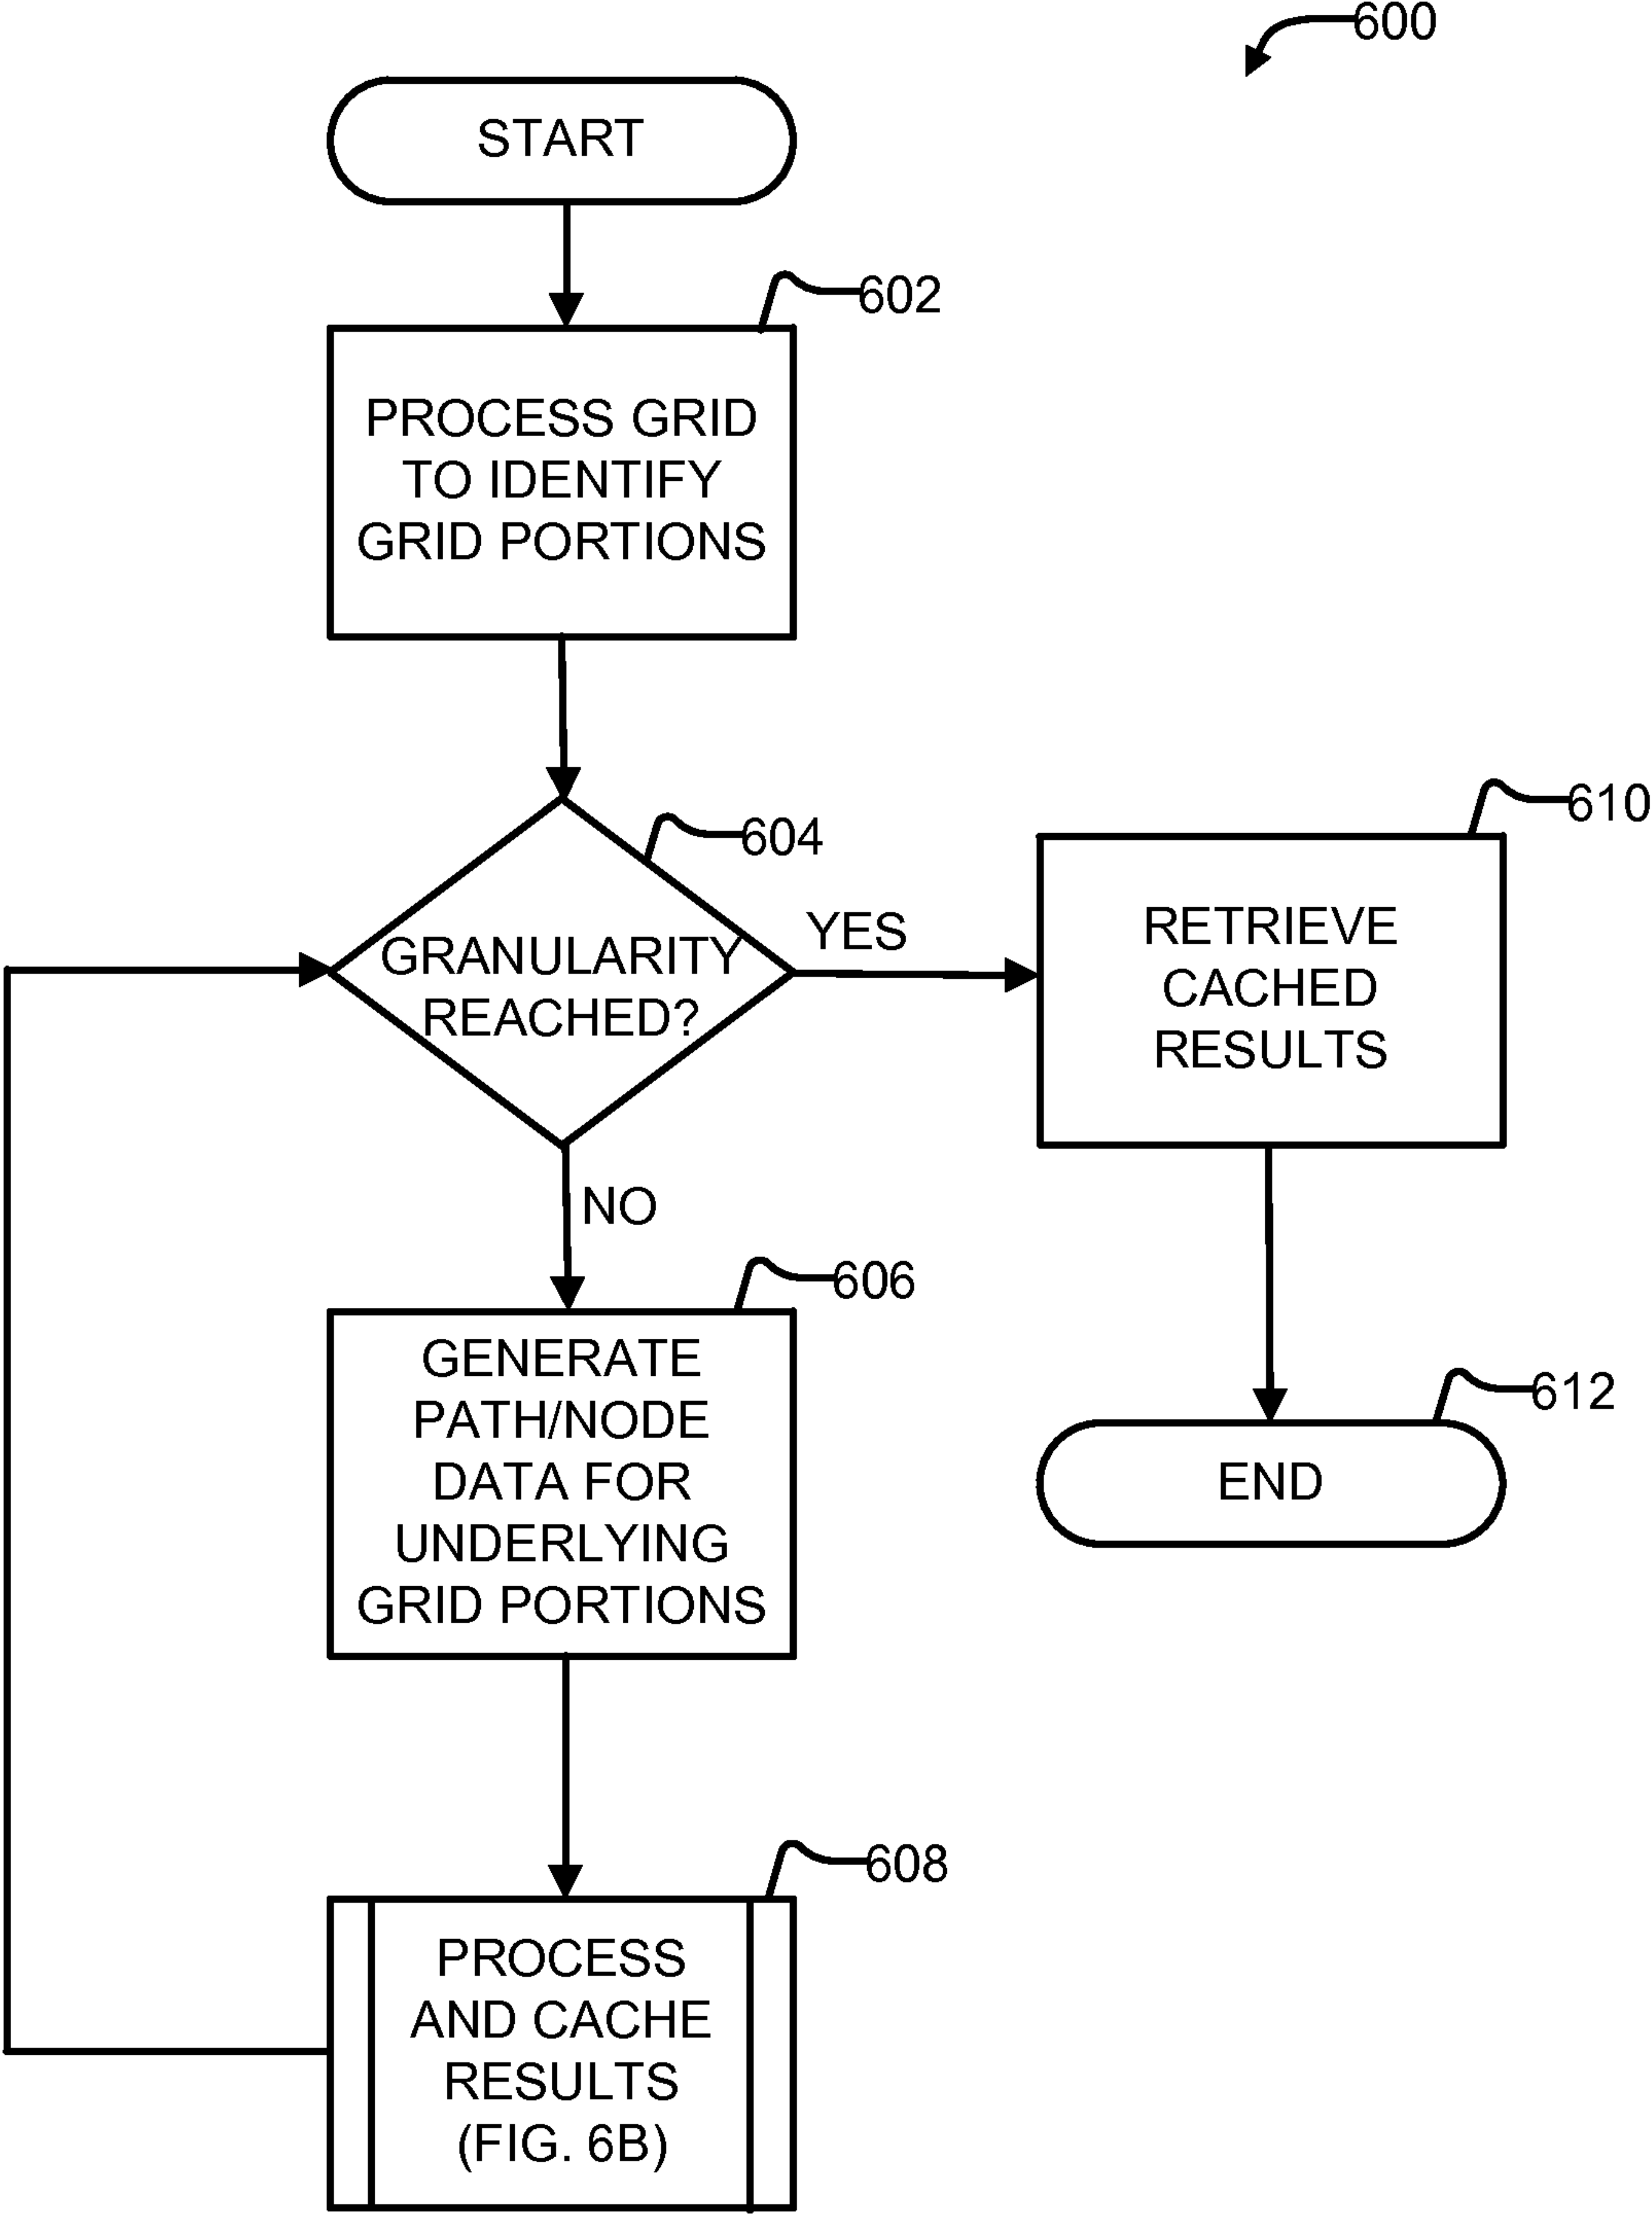 600
START
602
PROCESS GRID
TO IDENTIFY
GRID PORTIONS
604
GRANULARITY
REACHED?
YES
610
RETRIEVE
CACHED
RESULTS
NO
606
GENERATE
PATH/NODE
DATA FOR
UNDERLYING
GRID PORTIONS
612
END
608
PROCESS
AND CACHE
RESULTS
(FIG. 6B)